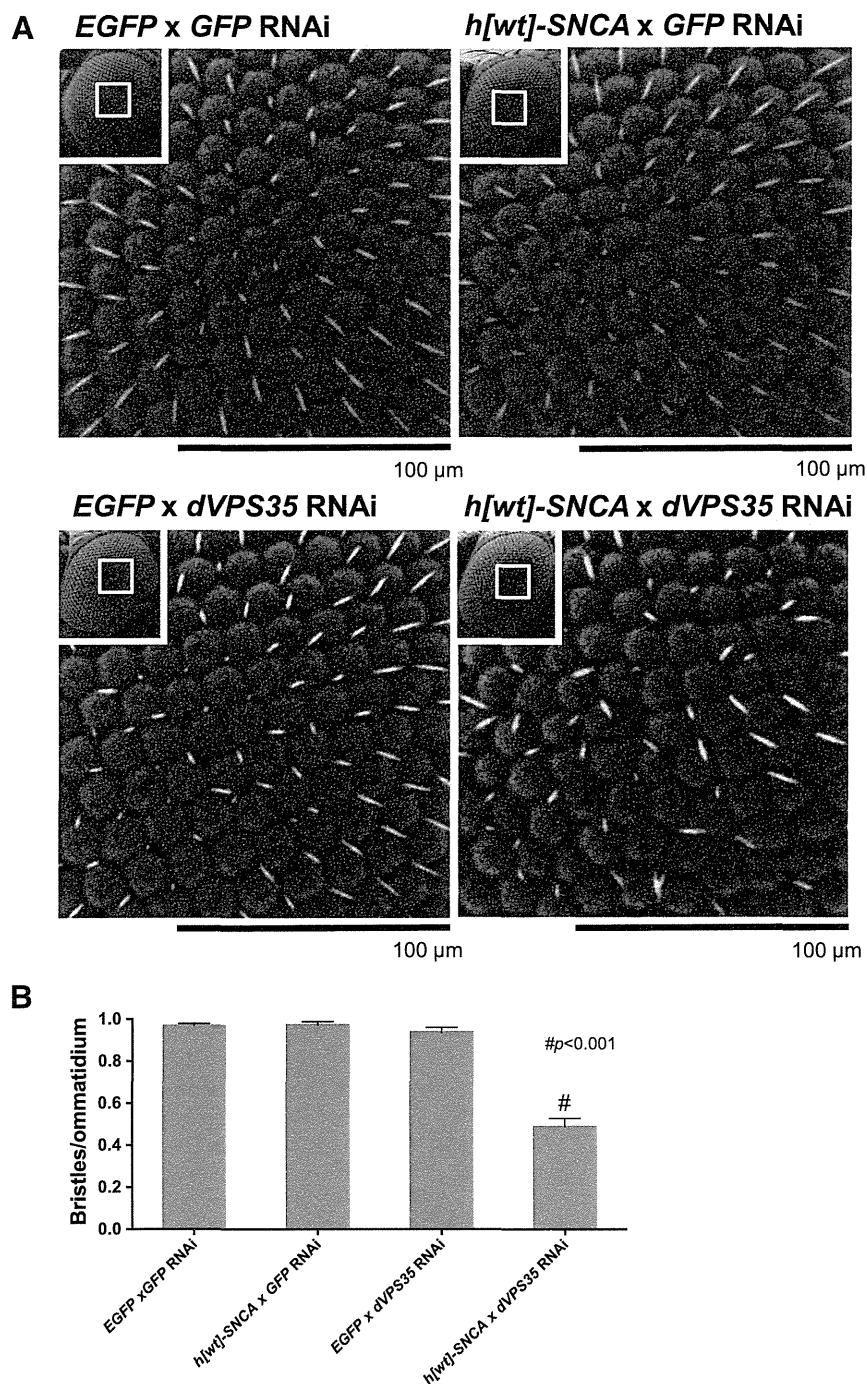 A
EGFP x GFP RNAi
h[wt]-SNCA x GFP RNAi
100 µm
100 µm
EGFP x dVPS35 RNAi
h[wt]-SNCA x dVPS35 RNAi
100 µm
100 µm
B
Bristles/ommatidium
1.0
0.8
0.6
0.4
0.2
0.0
#p<0.001
#
EGFP xGFP RNAi
h[wt]-SNCA x GFP RNAi
EGFP x dVPS35 RNAi
h[wt]-SNCA x dVPS35 RNAi